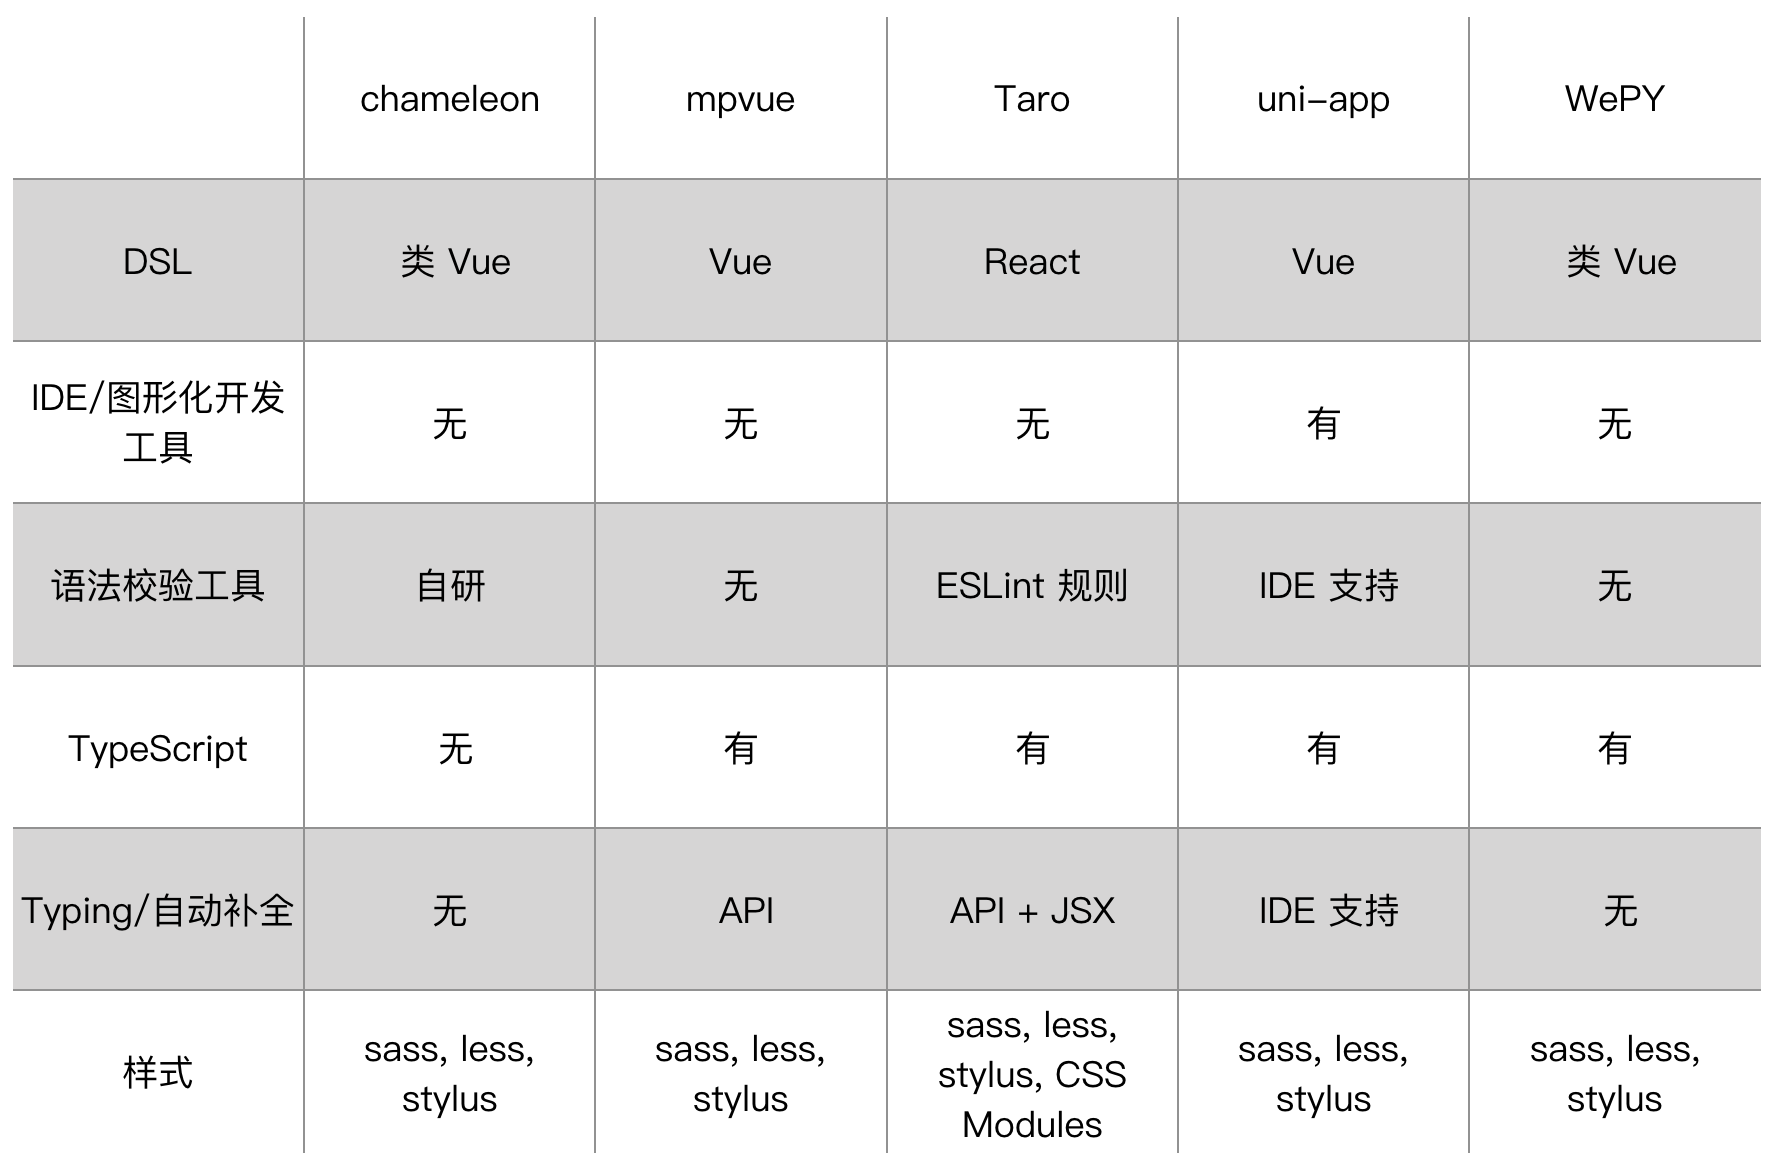 chameleon mpvue Taro uni-app WePY
DSL 类 Vue Vue React Vue 类 Vue
IDE/图形化开发
工具 无 无 无 有 无
语法校验工具 自研 无 ESLint 规则 IDE 支持 无
TypeScript 无 有 有 有 有
Typing/自动补全 无 API API + JSX IDE 支持 无
样式
sass, less,
stylus
sass, less,
stylus
sass, less,
stylus, CSS
Modules
sass, less,
stylus
sass, less,
stylus